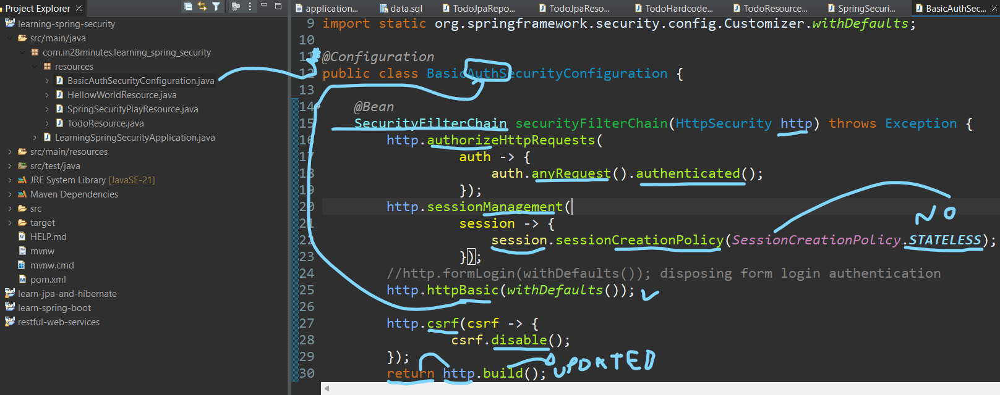 Project Explorer
application...
data.sql
TodoJpaRepo...
TodoJpaReso...
TodoHardcode...
TodoResource...
SpringSecuri...
BasicAuthSec...
learning-spring-security
src/main/java
com.in28minutes.learning_spring_security
resources
BasicAuthSecurityConfiguration.java
HellowWorldResource.java
SpringSecurityPlayResource.java
TodoResource.java
LearningSpringSecurityApplication.java
src/main/resources
src/test/java
JRE System Library [JavaSE-21]
Maven Dependencies
src
target
HELP.md
mvnw
mvnw.cmd
pom.xml
learn-jpa-and-hibernate
learn-spring-boot
restful-web-services
9 import static org.springframework.security.config.Customizer.withDefaults;
10
11 @Configuration
12 public class BasicAuthSecurityConfiguration {
13
14 @Bean
15 SecurityFilterChain securityFilterChain(HttpSecurity http) throws Exception {
16 http.authorizeHttpRequests(
17 auth -> {
18 auth.anyRequest().authenticated();
19 });
20 http.sessionManagement(
21 session -> {
NO
22 session.sessionCreationPolicy(SessionCreationPolicy.STATELESS);
23 });
24 //http.formLogin(withDefaults()); disposing form login authentication
25 http.httpBasic(withDefaults());
26
27 http.csrf(csrf -> {
28 csrf.disable();
29 });
30 return http.build();
UPDATED